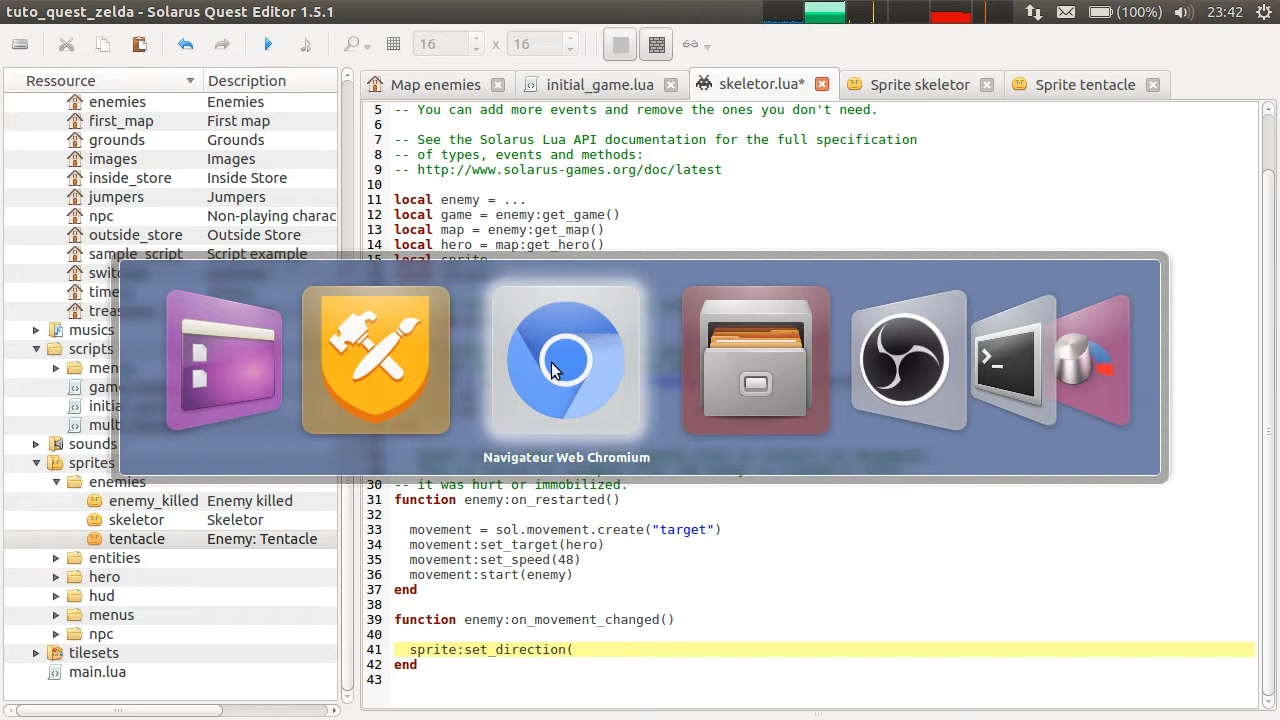 tuto_quest_zelda - Solarus Quest Editor 1.5.1
(100%)
23:42
16 x 16
Ressource Description
enemies Enemies
first_map First map
grounds Grounds
images Images
inside_store Inside Store
jumpers Jumpers
npc Non-playing charac
outside_store Outside Store
sample_script Script example
musics
scripts
sounds
sprites
enemies
enemy_killed Enemy killed
skeletor Skeletor
tentacle Enemy: Tentacle
entities
hero
hud
menus
npc
tilesets
main.lua
Map enemies
initial_game.lua
skeletor.lua*
Sprite skeletor
Sprite tentacle
5 -- You can add more events and remove the ones you don't need.
6
7 -- See the Solarus Lua API documentation for the full specification
8 -- of types, events and methods:
9 -- http://www.solarus-games.org/doc/latest
10
11 local enemy = ...
12 local game = enemy:get_game()
13 local map = enemy:get_map()
14 local hero = map:get_hero()
15 local sprite
Navigateur Web Chromium
30 -- it was hurt or immobilized.
31 function enemy:on_restarted()
32
33 movement = sol.movement.create("target")
34 movement:set_target(hero)
35 movement:set_speed(48)
36 movement:start(enemy)
37 end
38
39 function enemy:on_movement_changed()
40
41 sprite:set_direction(
42 end
43